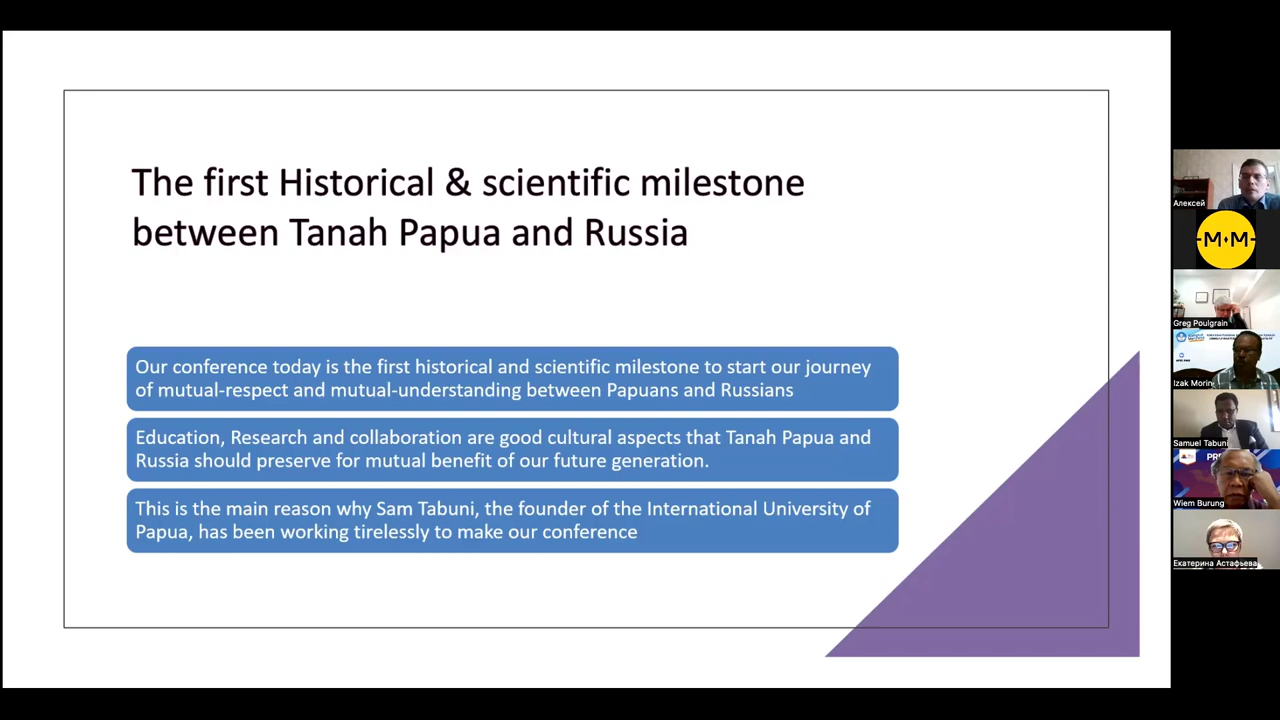 The first Historical & scientific milestone
between Tanah Papua and Russia
Our conference today is the first historical and scientific milestone to start our journey
of mutual-respect and mutual-understanding between Papuans and Russians
Education, Research and collaboration are good cultural aspects that Tanah Papua and
Russia should preserve for mutual benefit of our future generation.
This is the main reason why Sam Tabuni, the founder of the International University of
Papua, has been working tirelessly to make our conference
Алексей
M·M
Greg Poulgrain
Izak Morin
Samuel Tabuni
PR
Wiem Burung
Екатерина Астафьева